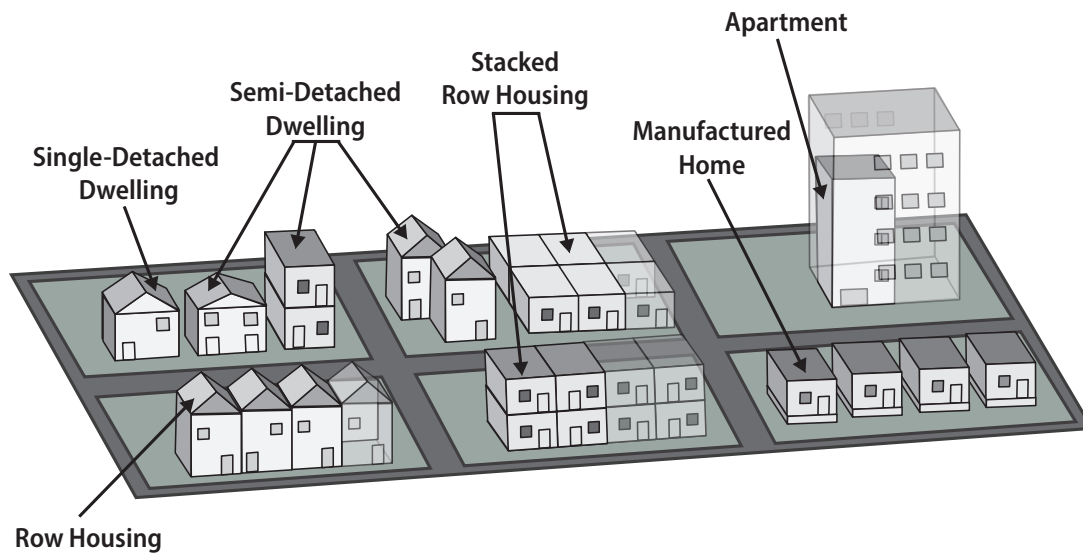 Apartment
Stacked
Row Housing
Semi-Detached
Dwelling
Manufactured
Home
Single-Detached
Dwelling
Row Housing